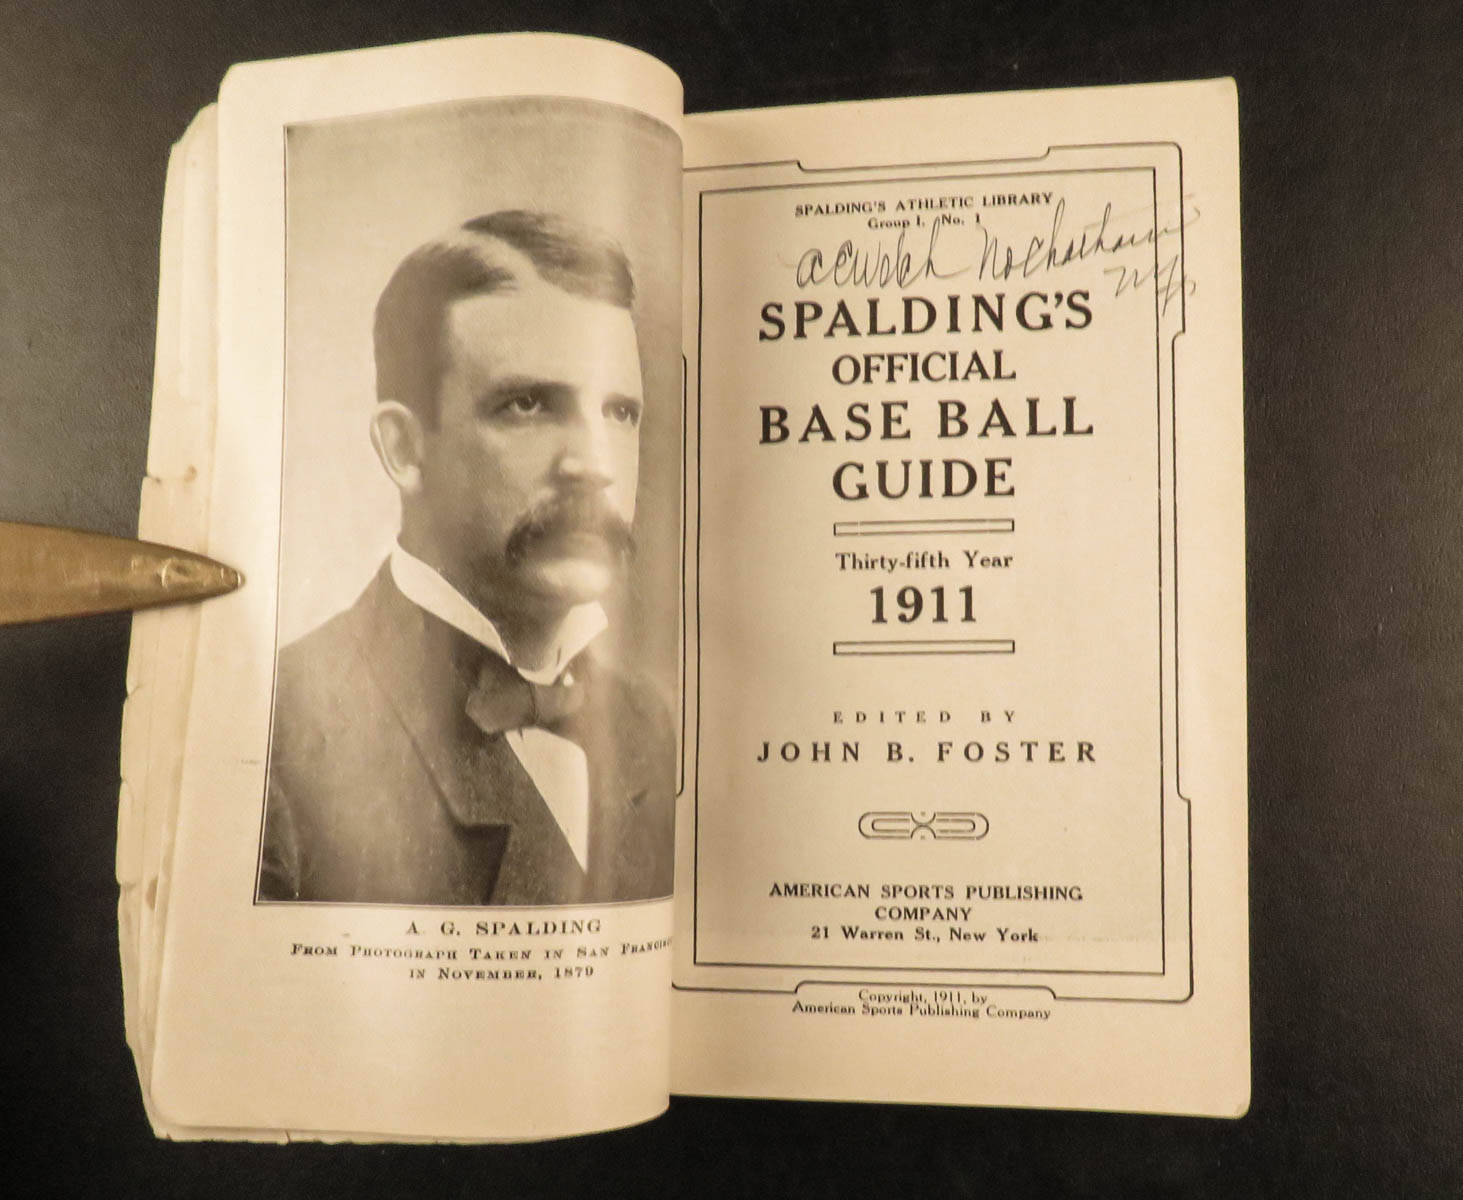 A. G. SPALDING
FROM PHOTOGRAPH TAKEN IN SAN FRANCISCO
IN NOVEMBER, 1879
SPALDING'S ATHLETIC LIBRARY
Group I, No. 1
SPALDING'S
OFFICIAL
BASE BALL
GUIDE
Thirty-fifth Year
1911
EDITED BY
JOHN B. FOSTER
AMERICAN SPORTS PUBLISHING
COMPANY
21 Warren St., New York
Copyright, 1911, by
American Sports Publishing Company